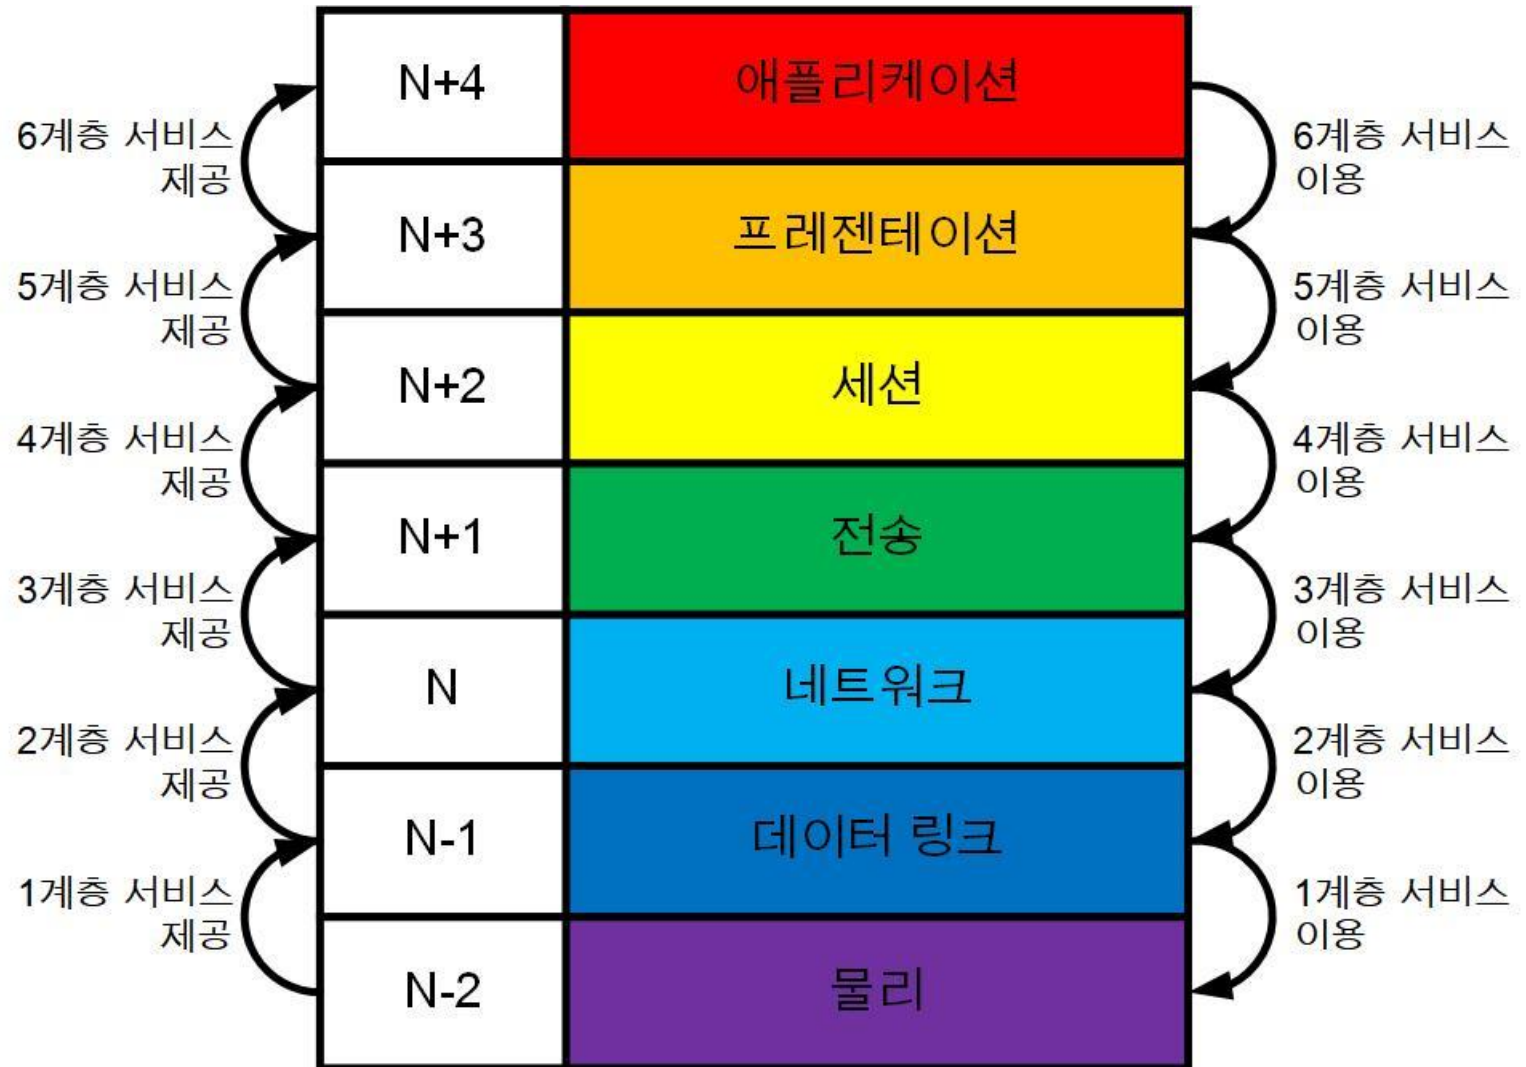 N+4
애플리케이션
6계층 서비스
제공
6계층 서비스
이용
N+3
프레젠테이션
5계층 서비스
제공
5계층 서비스
이용
N+2
세션
4계층 서비스
제공
4계층 서비스
이용
N+1
전송
3계층 서비스
제공
3계층 서비스
이용
N
네트워크
2계층 서비스
제공
2계층 서비스
이용
N-1
데이터 링크
1계층 서비스
제공
1계층 서비스
이용
N-2
물리